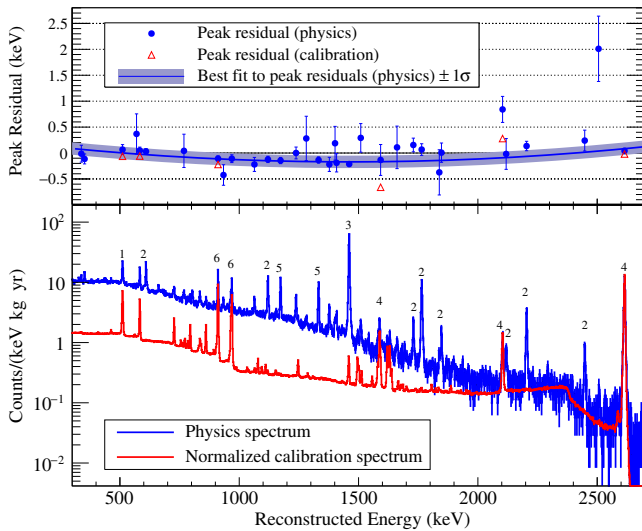 Peak Residual (keV)
2.5
2
1.5
1
0.5
0
−0.5
Peak residual (physics)
Peak residual (calibration)
Best fit to peak residuals (physics) ± 1σ
Counts//(keV kg yr)
10²
10
1
10⁻¹
10⁻²
1 2 6 6 2 5 5 3 4 2 2 2 4 2 2 2 4
Physics spectrum
Normalized calibration spectrum
500 1000 1500 2000 2500
Reconstructed Energy (keV)